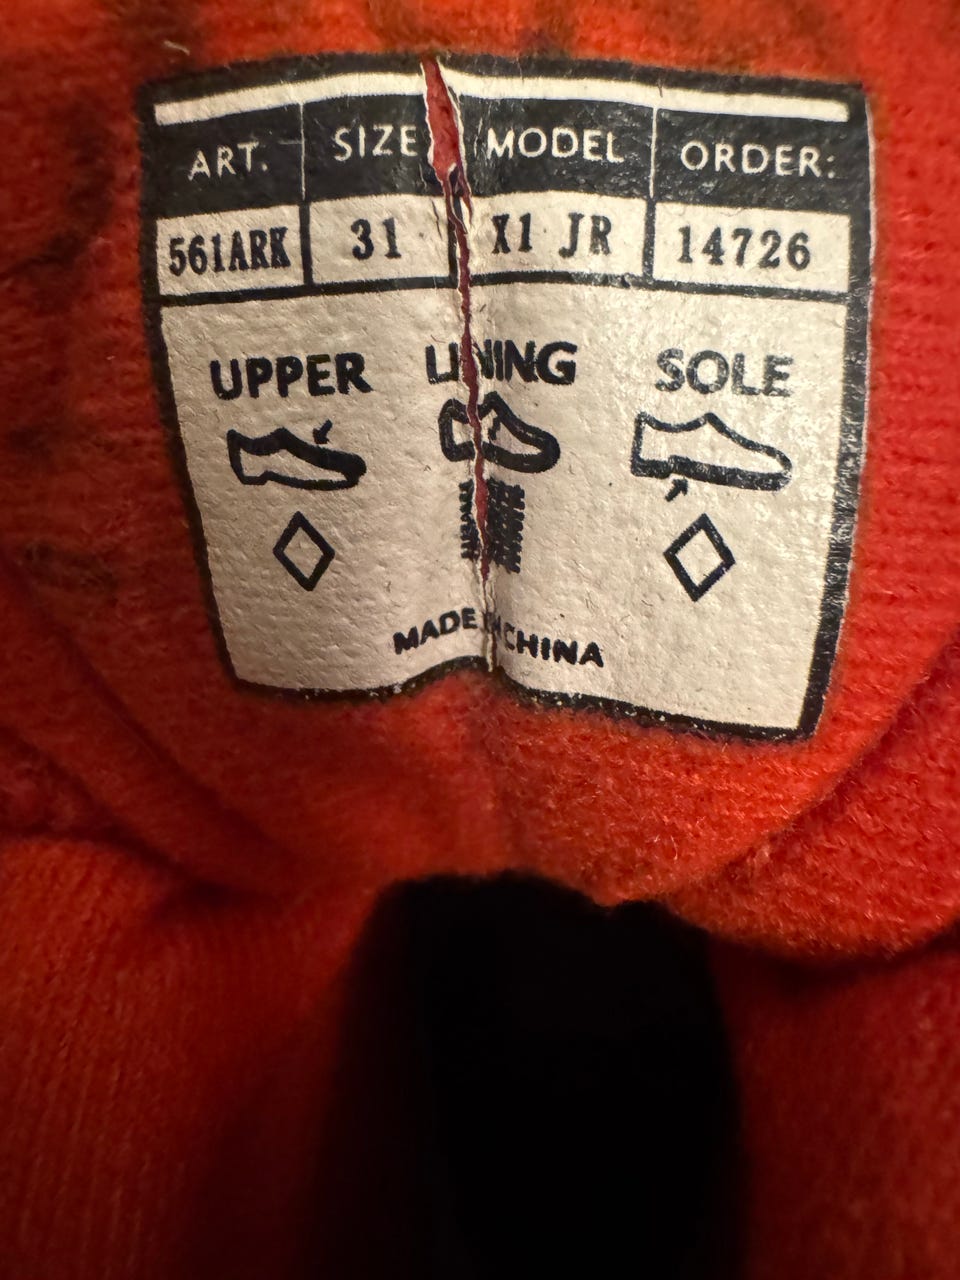 ART. SIZE MODEL ORDER:
561ARK 31 X1 JR 14726
UPPER LINING SOLE
MADE IN CHINA